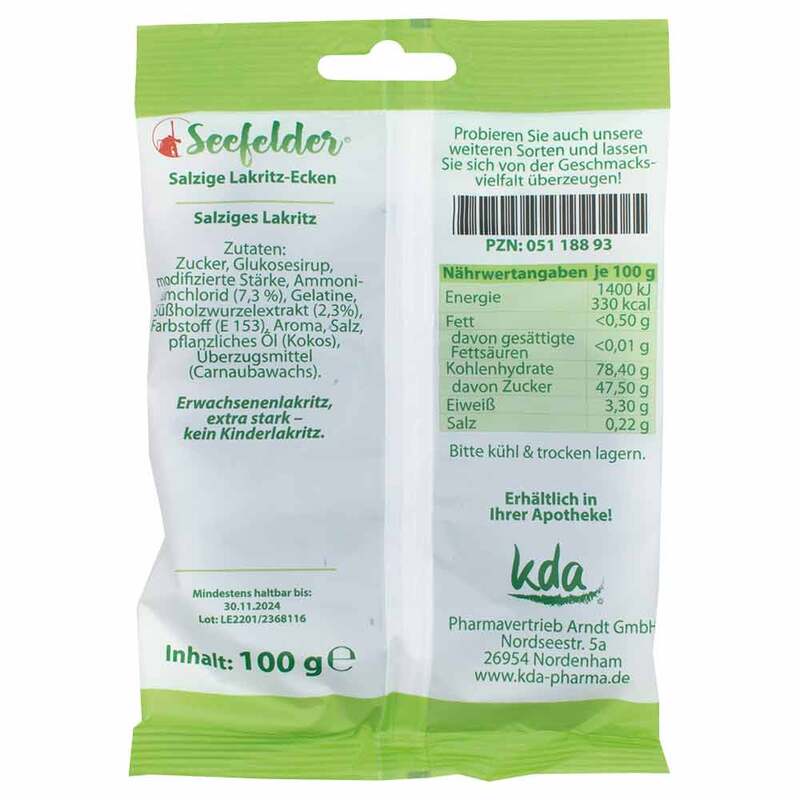 Seefelder
Salzige Lakritz-Ecken
Salziges Lakritz
Zutaten:
Zucker, Glukosesirup,
modifizierte Stärke, Ammoni-
umchlorid (7,3 %), Gelatine,
Süßholzwurzelextrakt (2,3%),
Farbstoff (E 153), Aroma, Salz,
pflanzliches Öl (Kokos),
Überzugsmittel
(Carnaubawachs).
Erwachsenenlakritz,
extra stark –
kein Kinderlakritz.
Mindestens haltbar bis:
30.11.2024
Lot: LE2201/2368116
Inhalt: 100 g ℮
Probieren Sie auch unsere
weiteren Sorten und lassen
Sie sich von der Geschmacks-
vielfalt überzeugen!
PZN: 051 188 93
Nährwertangaben je 100 g
Energie 1400 kJ
330 kcal
Fett <0,50 g
davon gesättigte
Fettsäuren <0,01 g
Kohlenhydrate 78,40 g
davon Zucker 47,50 g
Eiweiß 3,30 g
Salz 0,22 g
Bitte kühl & trocken lagern.
Erhältlich in
Ihrer Apotheke!
kda
Pharmavertrieb Arndt GmbH
Nordseestr. 5a
26954 Nordenham
www.kda-pharma.de